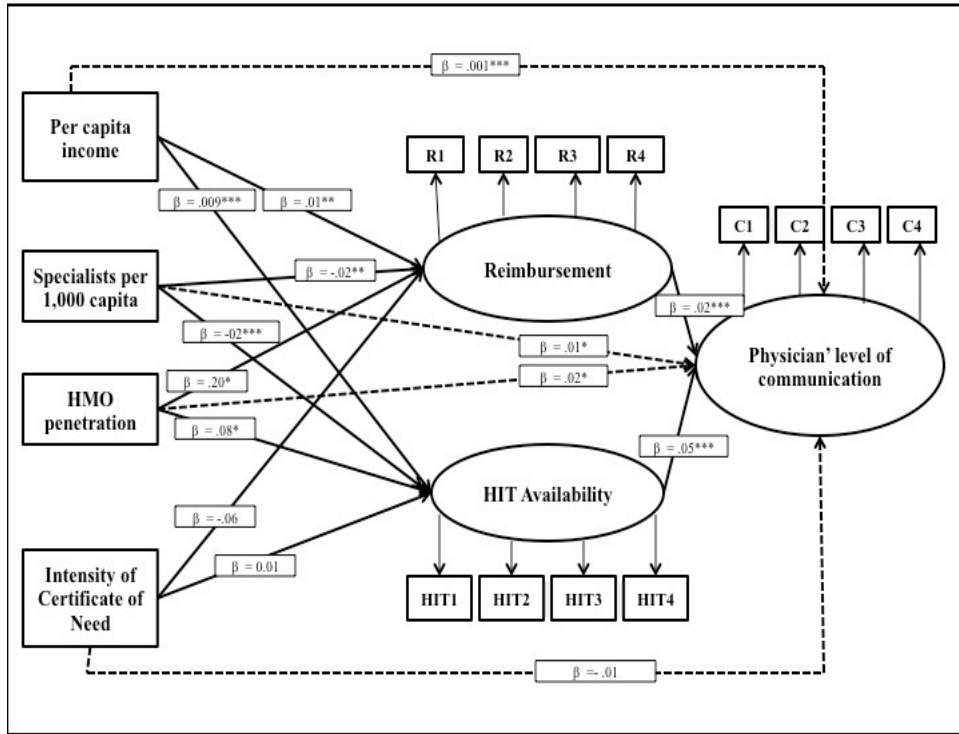 β = .001***
Per capita
income
R1
R2
R3
R4
β = .009***
β = .01**
C1
C2
C3
C4
Specialists per
1,000 capita
β = -.02**
Reimbursement
β = .02***
β = -02***
β = .01*
Physician' level of
communication
β = .20*
β = .02*
HMO
penetration
β = .08*
β = .05***
HIT Availability
β = -.06
β = 0.01
Intensity of
Certificate of
Need
HIT1
HIT2
HIT3
HIT4
β =- .01